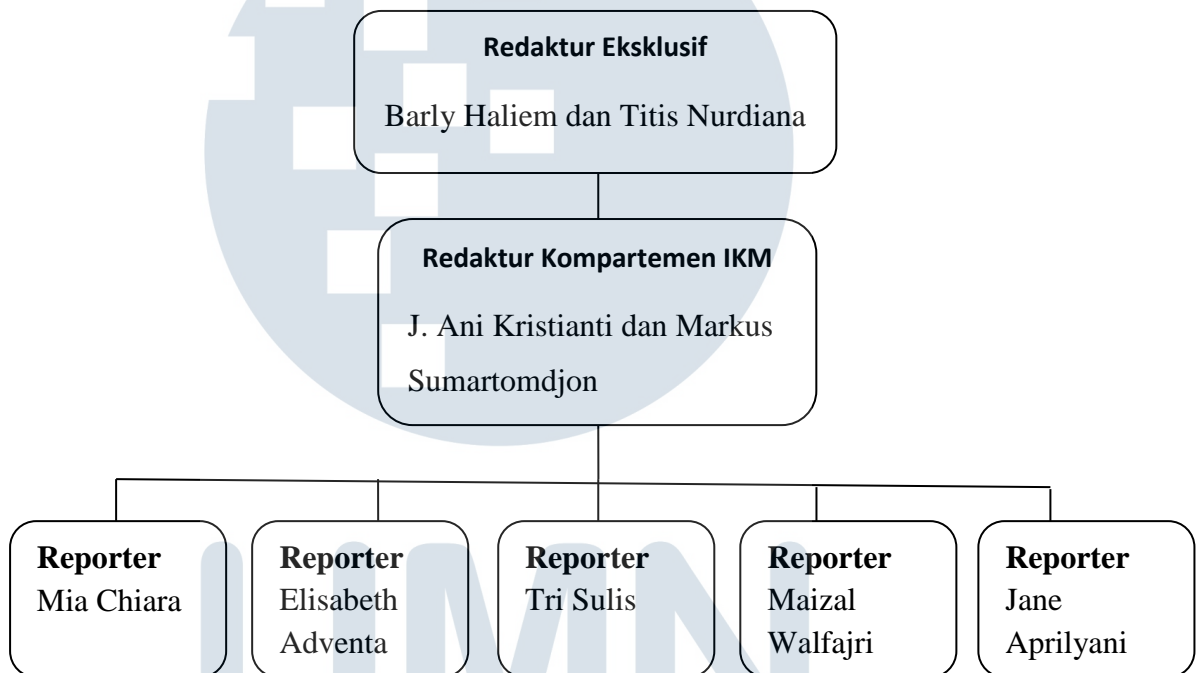 Redaktur Eksklusif
Barly Haliem dan Titis Nurdiana
Redaktur Kompartemen IKM
J. Ani Kristianti dan Markus
Sumartomdjon
Reporter
Mia Chiara
Reporter
Elisabeth
Adventa
Reporter
Tri Sulis
Reporter
Maizal
Walfajri
Reporter
Jane
Aprilyani
UMN